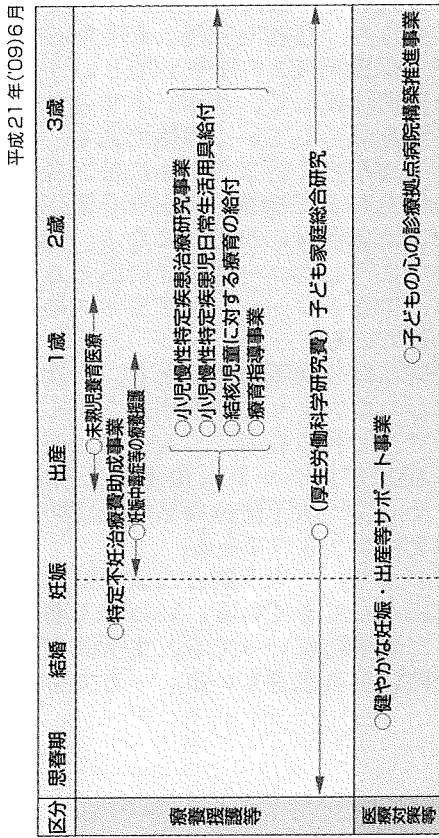 平成21年('09)6月
区分 思春期 結婚 妊娠 出産 1歳 2歳 3歳
療養援護等
○未熟児養育医療
○特定不妊治療費助成事業
○妊娠中毒症等の療養援護
○小児慢性特定疾患治療研究事業
○小児慢性特定疾患児日常生活用具給付
○結核児童に対する療育の給付
○療育指導事業
○(厚生労働科学研究費)子ども家庭総合研究
医療対策等
○健やかな妊娠・出産等サポート事業
○子どもの心の診療拠点病院構築推進事業